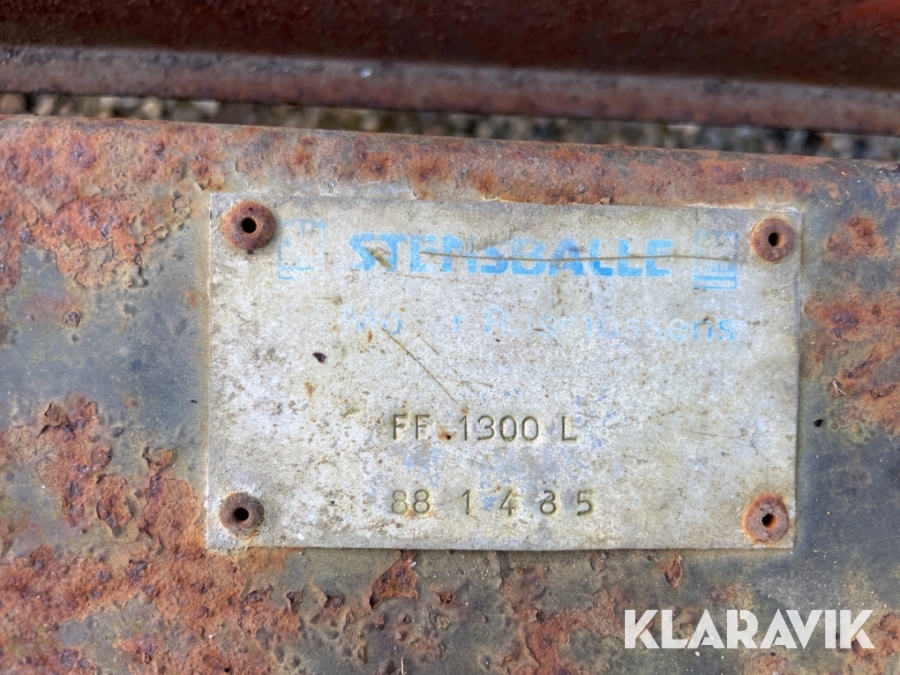 STENSBALLE
FF 1300 L
88 1 4 8 5
KLARAVIK